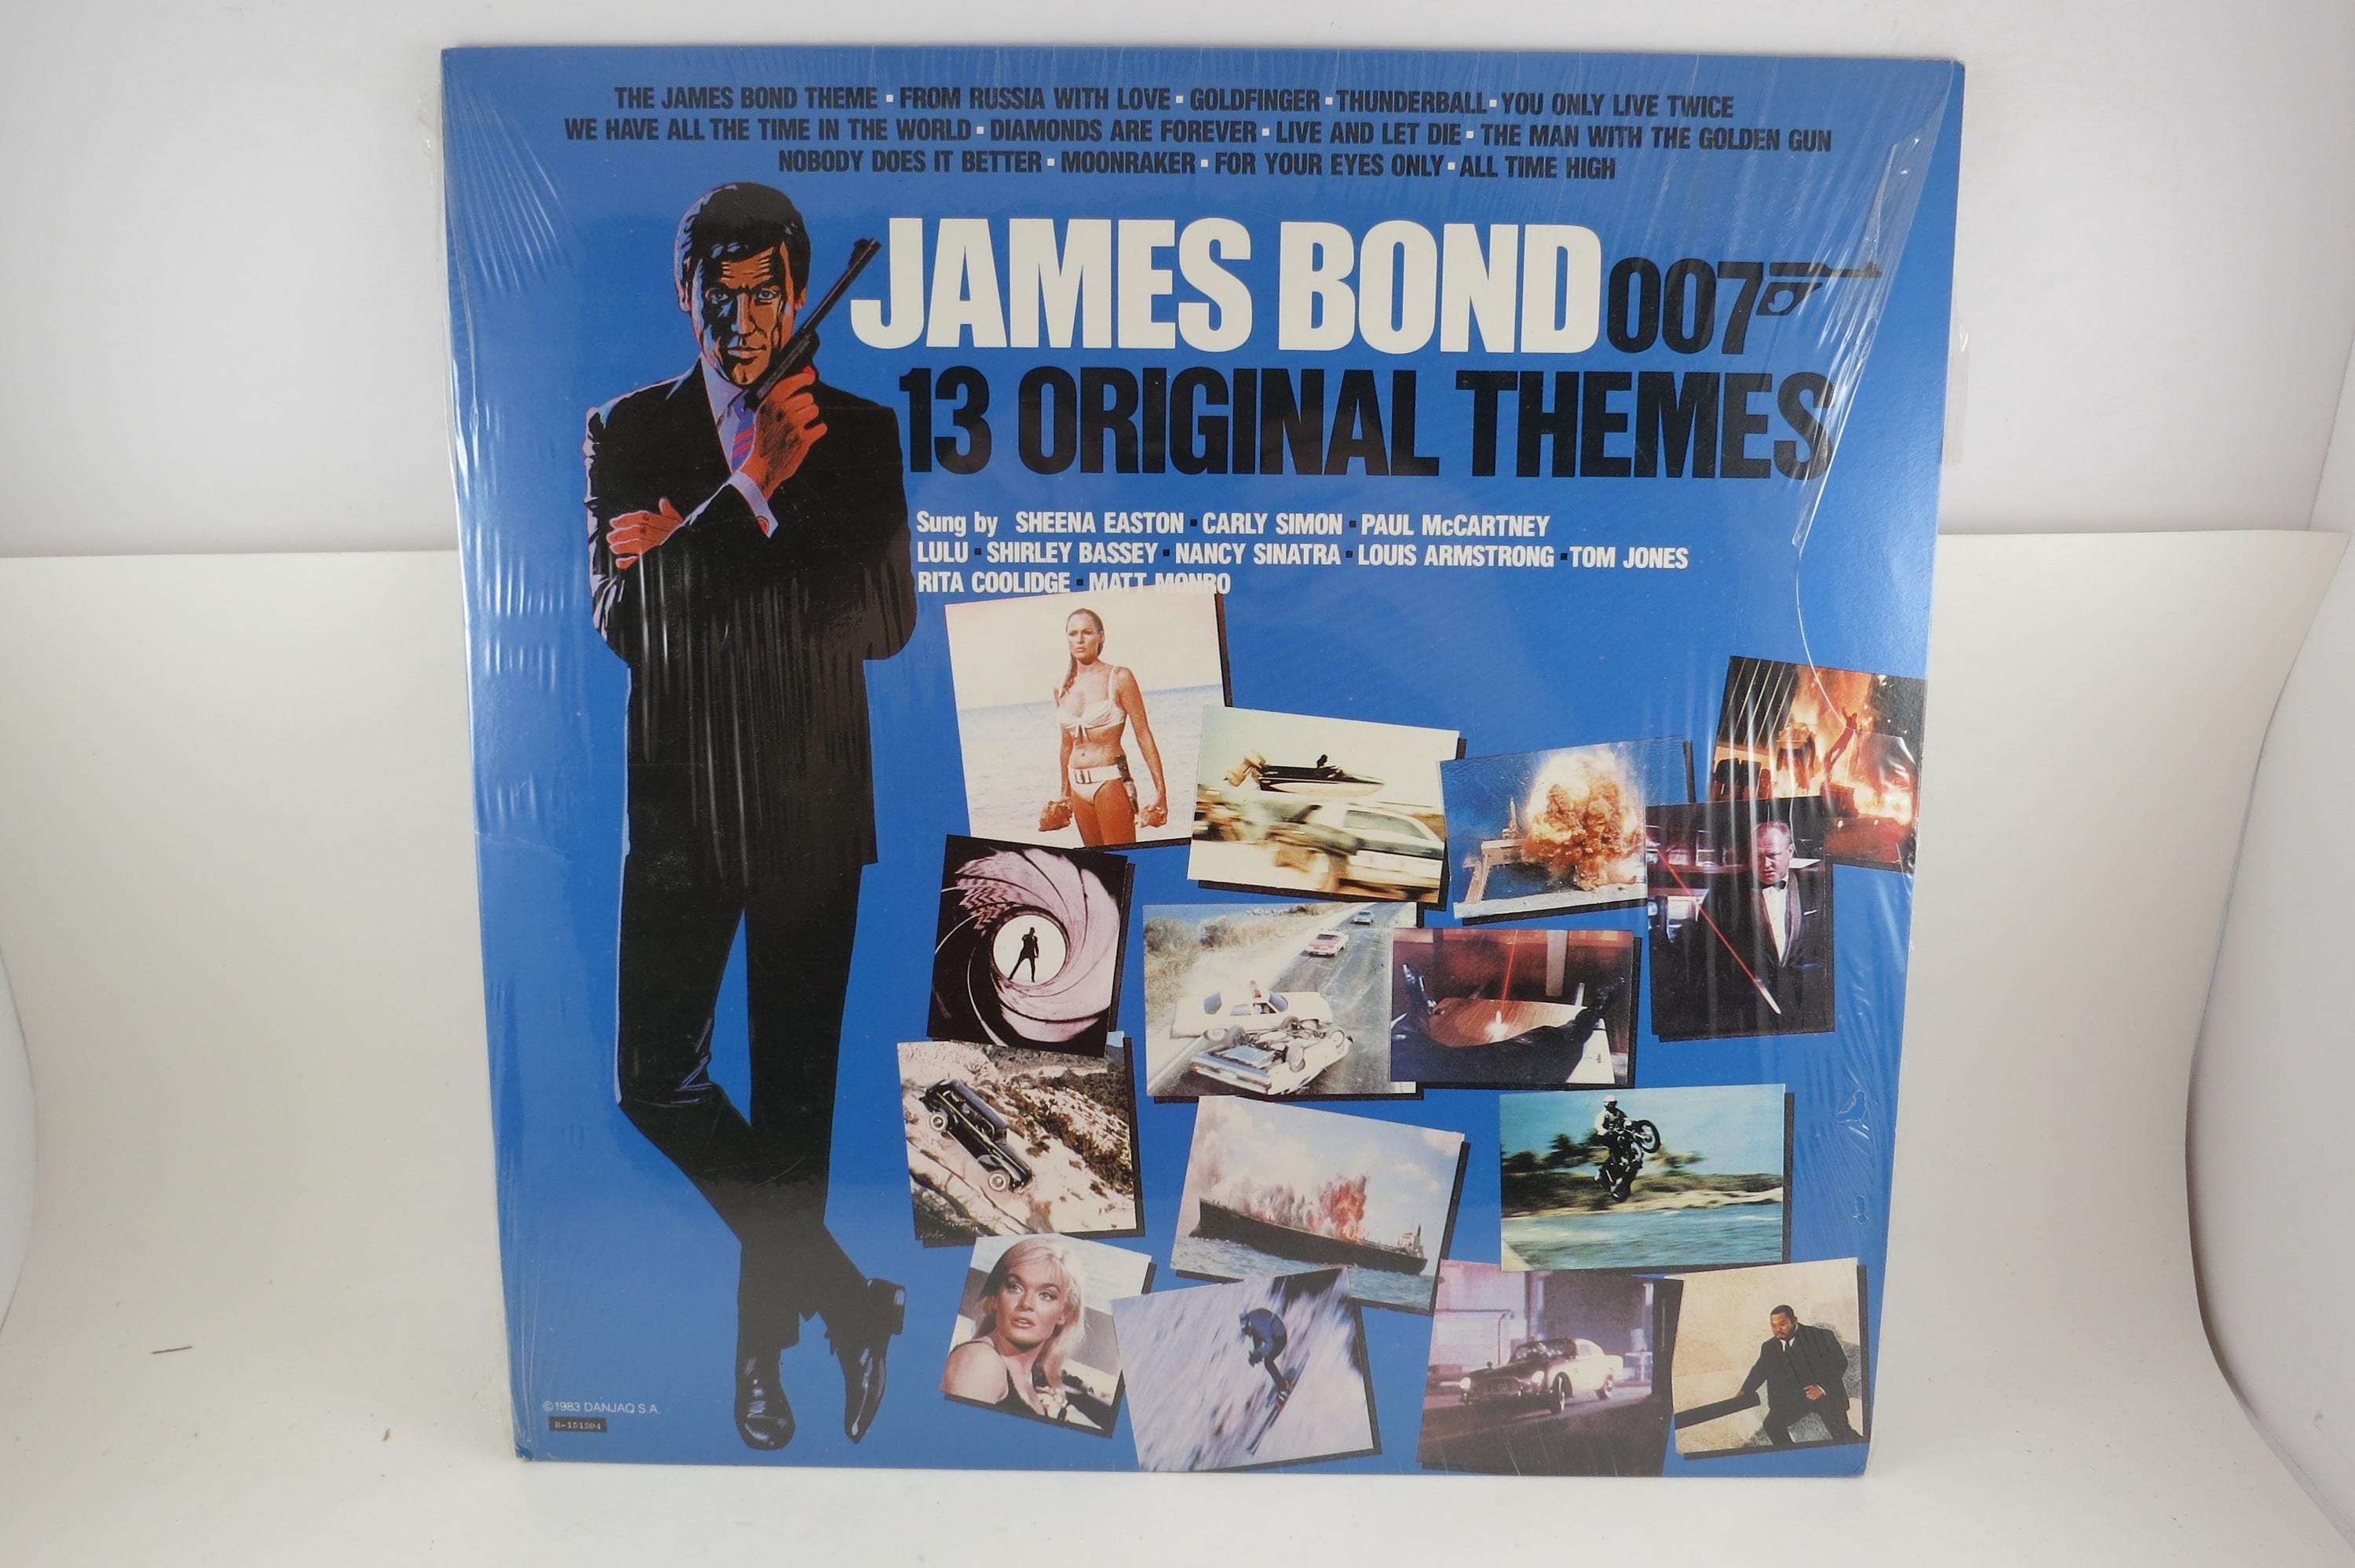 THE JAMES BOND THEME ▪ FROM RUSSIA WITH LOVE ▪ GOLDFINGER ▪ THUNDERBALL ▪ YOU ONLY LIVE TWICE
WE HAVE ALL THE TIME IN THE WORLD ▪ DIAMONDS ARE FOREVER ▪ LIVE AND LET DIE ▪ THE MAN WITH THE GOLDEN GUN
NOBODY DOES IT BETTER ▪ MOONRAKER ▪ FOR YOUR EYES ONLY ▪ ALL TIME HIGH
JAMES BOND 007
13 ORIGINAL THEMES
Sung by SHEENA EASTON ▪ CARLY SIMON ▪ PAUL McCARTNEY
LULU ▪ SHIRLEY BASSEY ▪ NANCY SINATRA ▪ LOUIS ARMSTRONG ▪ TOM JONES
RITA COOLIDGE ▪ MATT MONRO
©1983 DANJAQ S.A.
R-151594